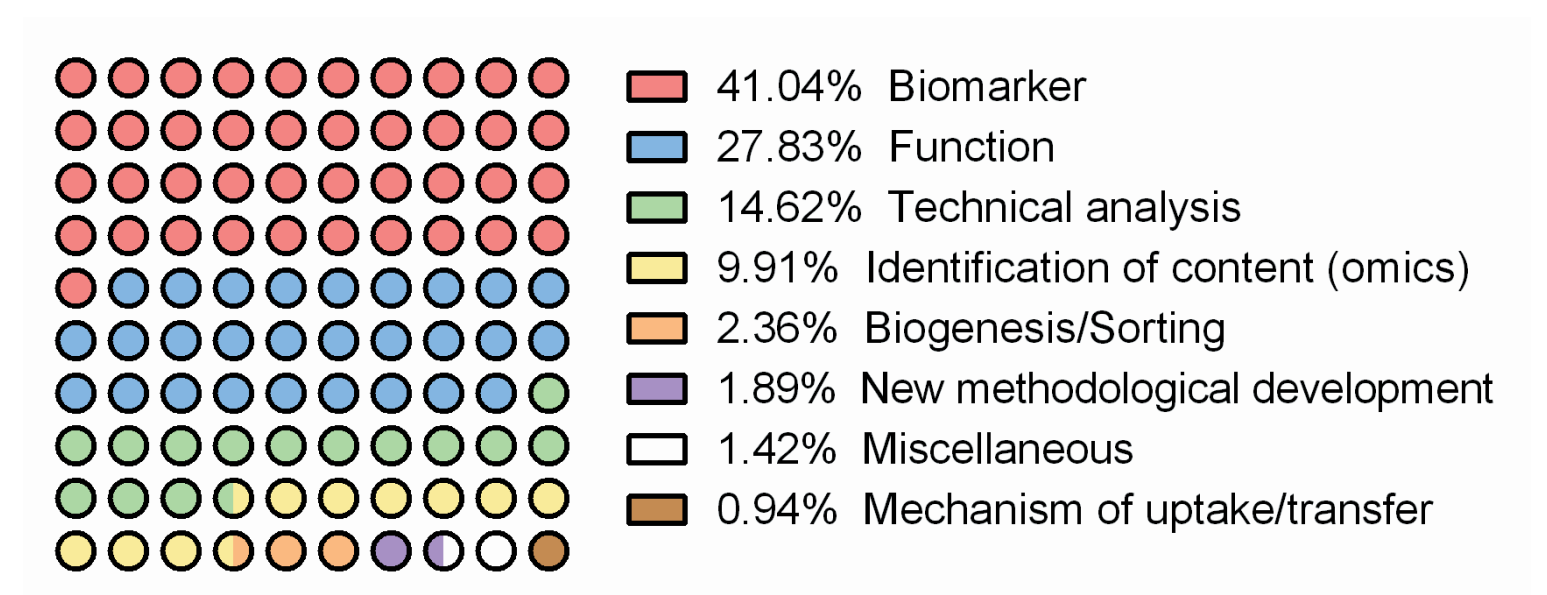 41.04% Biomarker
27.83% Function
14.62% Technical analysis
9.91% Identification of content (omics)
2.36% Biogenesis/Sorting
1.89% New methodological development
1.42% Miscellaneous
0.94% Mechanism of uptake/transfer